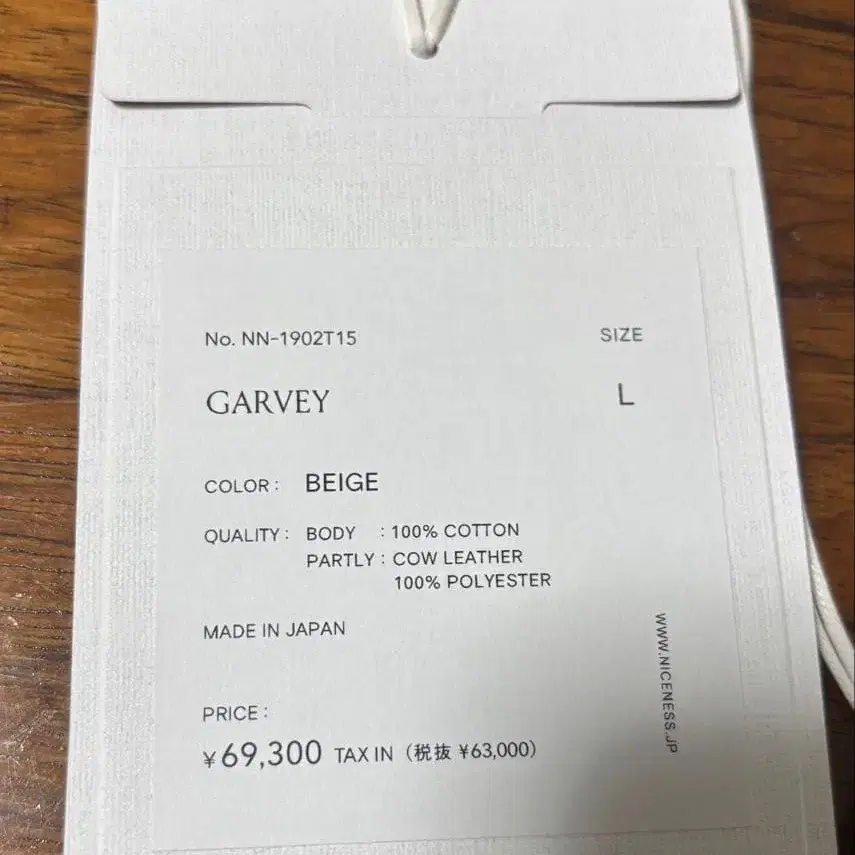 No. NN-1902T15
SIZE
GARVEY
L
COLOR: BEIGE
QUALITY: BODY : 100% COTTON
PARTLY : COW LEATHER
100% POLYESTER
MADE IN JAPAN
WWW.NICENESS.JP
PRICE:
¥69,300 TAX IN（税抜 ¥63,000）